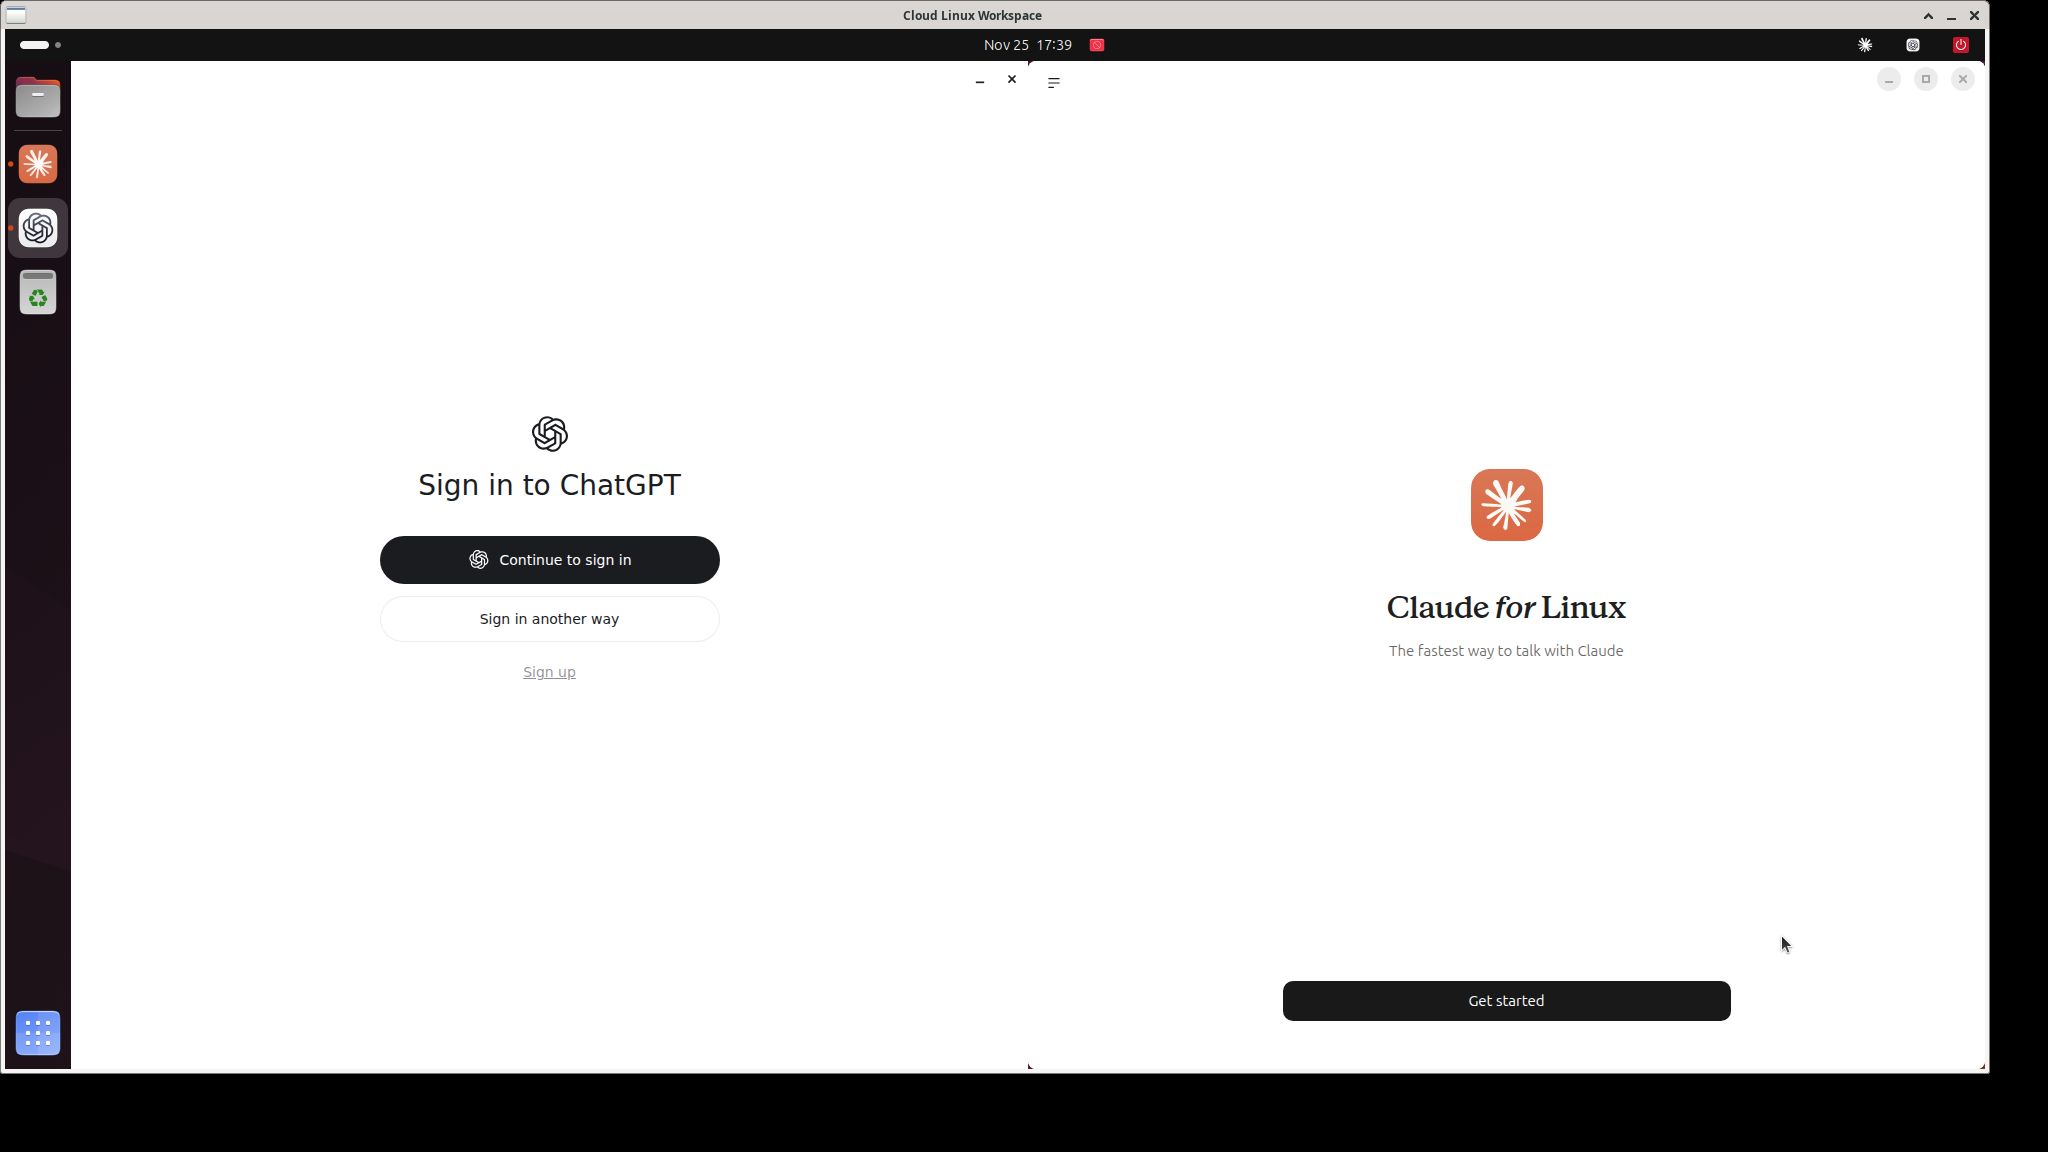 Cloud Linux Workspace
Nov 25 17:39
Sign in to ChatGPT
Continue to sign in
Sign in another way
Sign up
Claude for Linux
The fastest way to talk with Claude
Get started